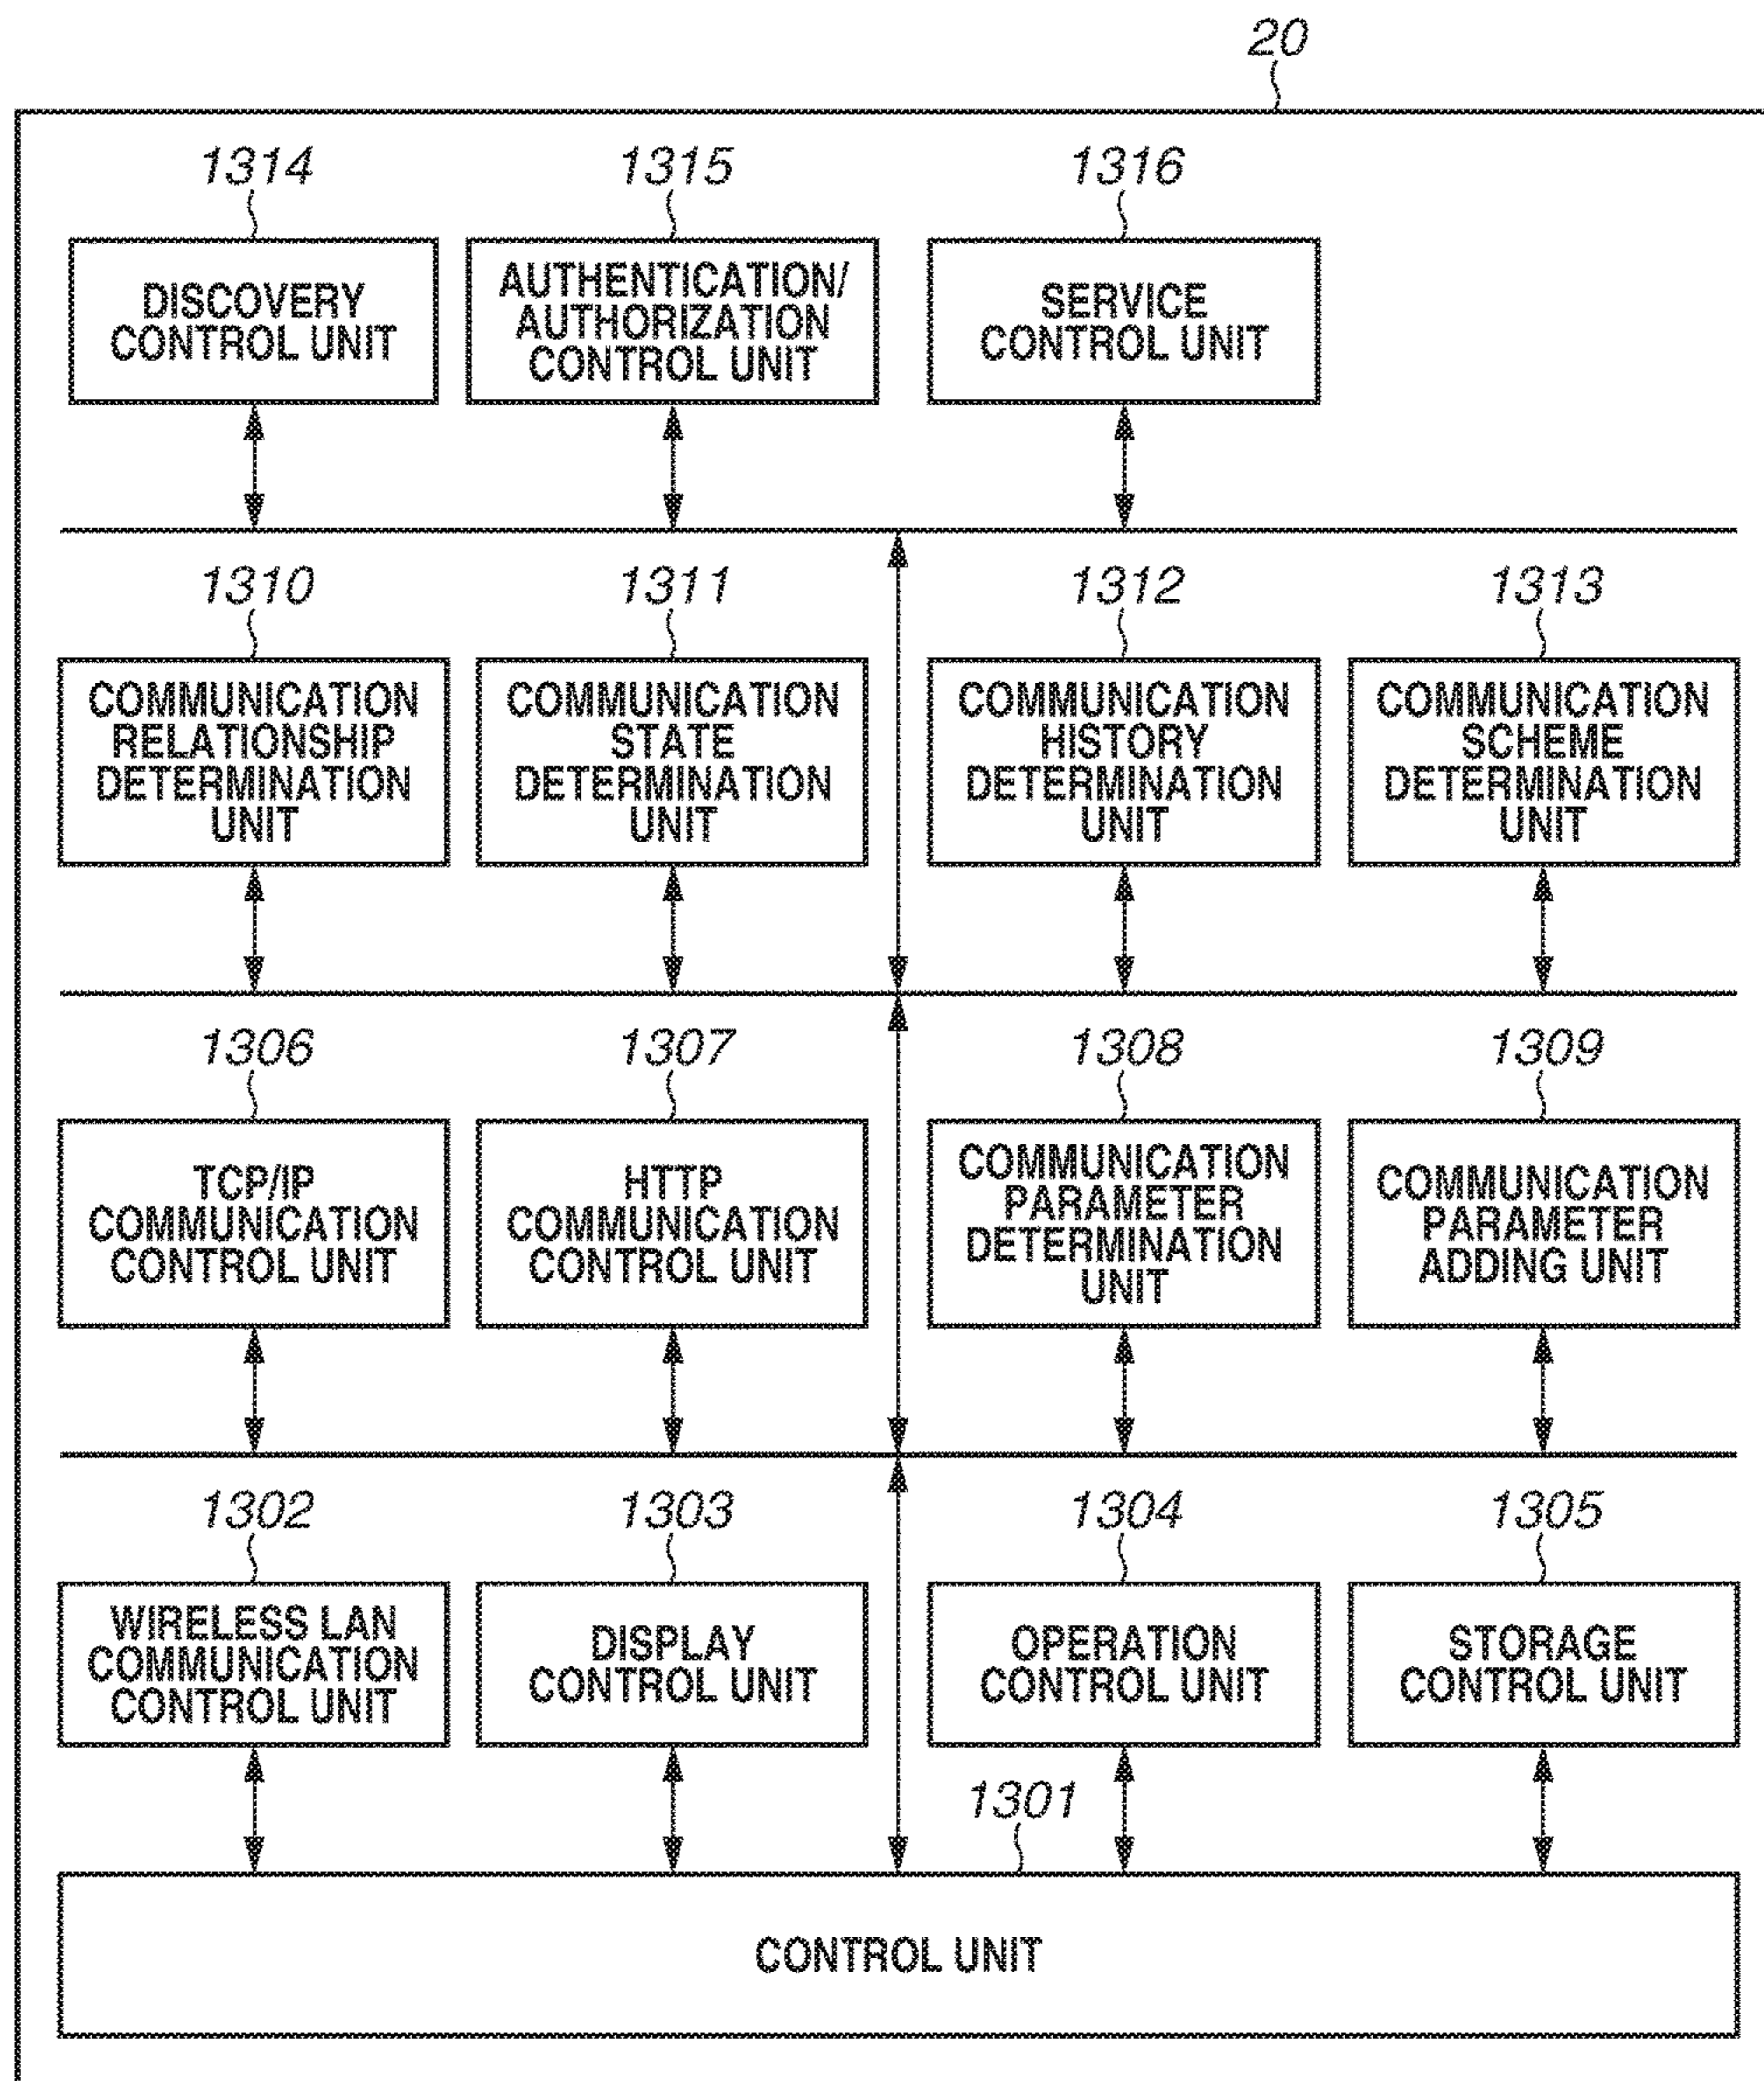 20
1314
1315
1316
DISCOVERY
CONTROL UNIT
AUTHENTICATION/
AUTHORIZATION
CONTROL UNIT
SERVICE
CONTROL UNIT
1310
1311
1312
1313
COMMUNICATION
RELATIONSHIP
DETERMINATION
UNIT
COMMUNICATION
STATE
DETERMINATION
UNIT
COMMUNICATION
HISTORY
DETERMINATION
UNIT
COMMUNICATION
SCHEME
DETERMINATION
UNIT
1306
1307
1308
1309
TCP/IP
COMMUNICATION
CONTROL UNIT
HTTP
COMMUNICATION
CONTROL UNIT
COMMUNICATION
PARAMETER
DETERMINATION
UNIT
COMMUNICATION
PARAMETER
ADDING UNIT
1302
1303
1304
1305
WIRELESS LAN
COMMUNICATION
CONTROL UNIT
DISPLAY
CONTROL UNIT
OPERATION
CONTROL UNIT
STORAGE
CONTROL UNIT
1301
CONTROL UNIT